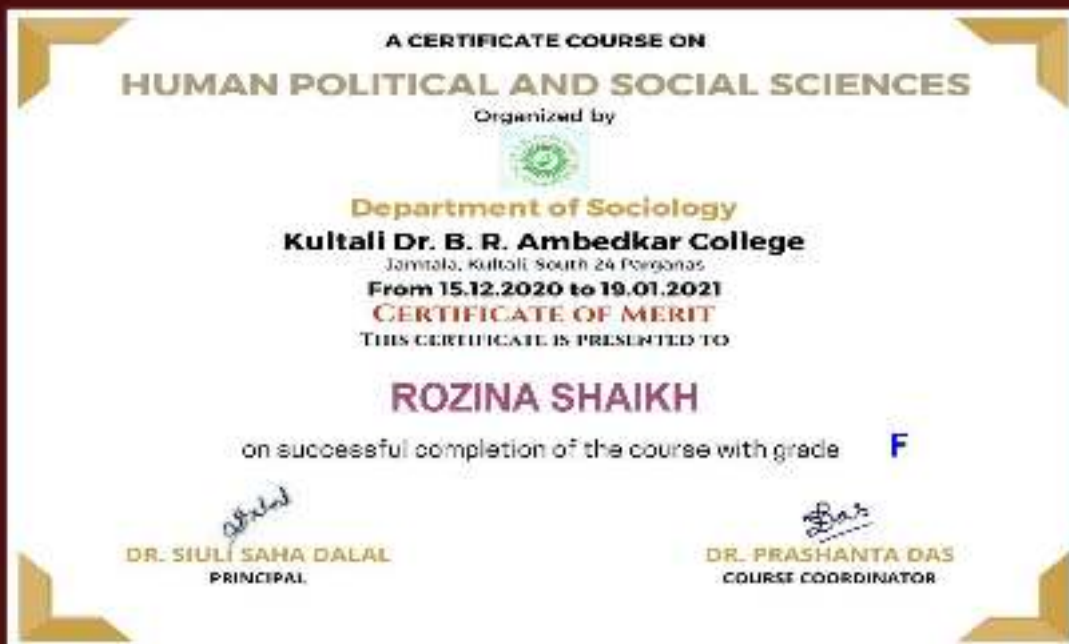 A CERTIFICATE COURSE ON
HUMAN POLITICAL AND SOCIAL SCIENCES
Organized by
Department of Sociology
Kultali Dr. B. R. Ambedkar College
Jamtala, Kultali, South 24 Parganas
From 15.12.2020 to 19.01.2021
CERTIFICATE OF MERIT
THIS CERTIFICATE IS PRESENTED TO
ROZINA SHAIKH
on successful completion of the course with grade F
Das
DR. SIULI SAHA DALAL
DR. PRASHANTA DAS
PRINCIPAL
COURSE COORDINATOR